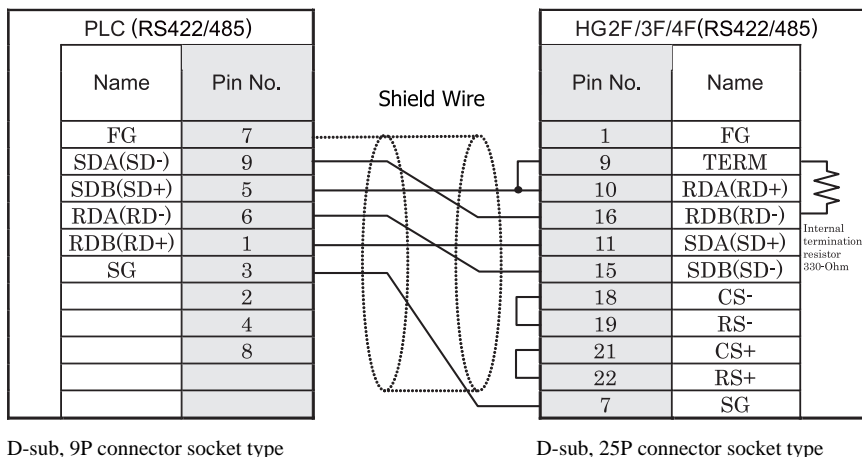 PLC (RS422/485)
Name Pin No.
FG 7
SDA(SD-) 9
SDB(SD+) 5
RDA(RD-) 6
RDB(RD+) 1
SG 3
2
4
8
Shield Wire
HG2F/3F/4F(RS422/485)
Pin No. Name
1 FG
9 TERM
10 RDA(RD+)
16 RDB(RD-)
11 SDA(SD+)
15 SDB(SD-)
18 CS-
19 RS-
21 CS+
22 RS+
7 SG
Internal
termination
resistor
330-Ohm
D-sub, 9P connector socket type
D-sub, 25P connector socket type